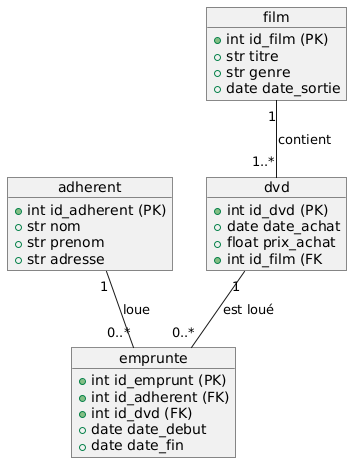 film
int id_film (PK)
str titre
str genre
date date_sortie
1
contient
1..*
adherent
int id_adherent (PK)
str nom
str prenom
str adresse
dvd
int id_dvd (PK)
date date_achat
float prix_achat
int id_film (FK
1
1
loue
est loué
0..*
0..*
emprunte
int id_emprunt (PK)
int id_adherent (FK)
int id_dvd (FK)
date date_debut
date date_fin